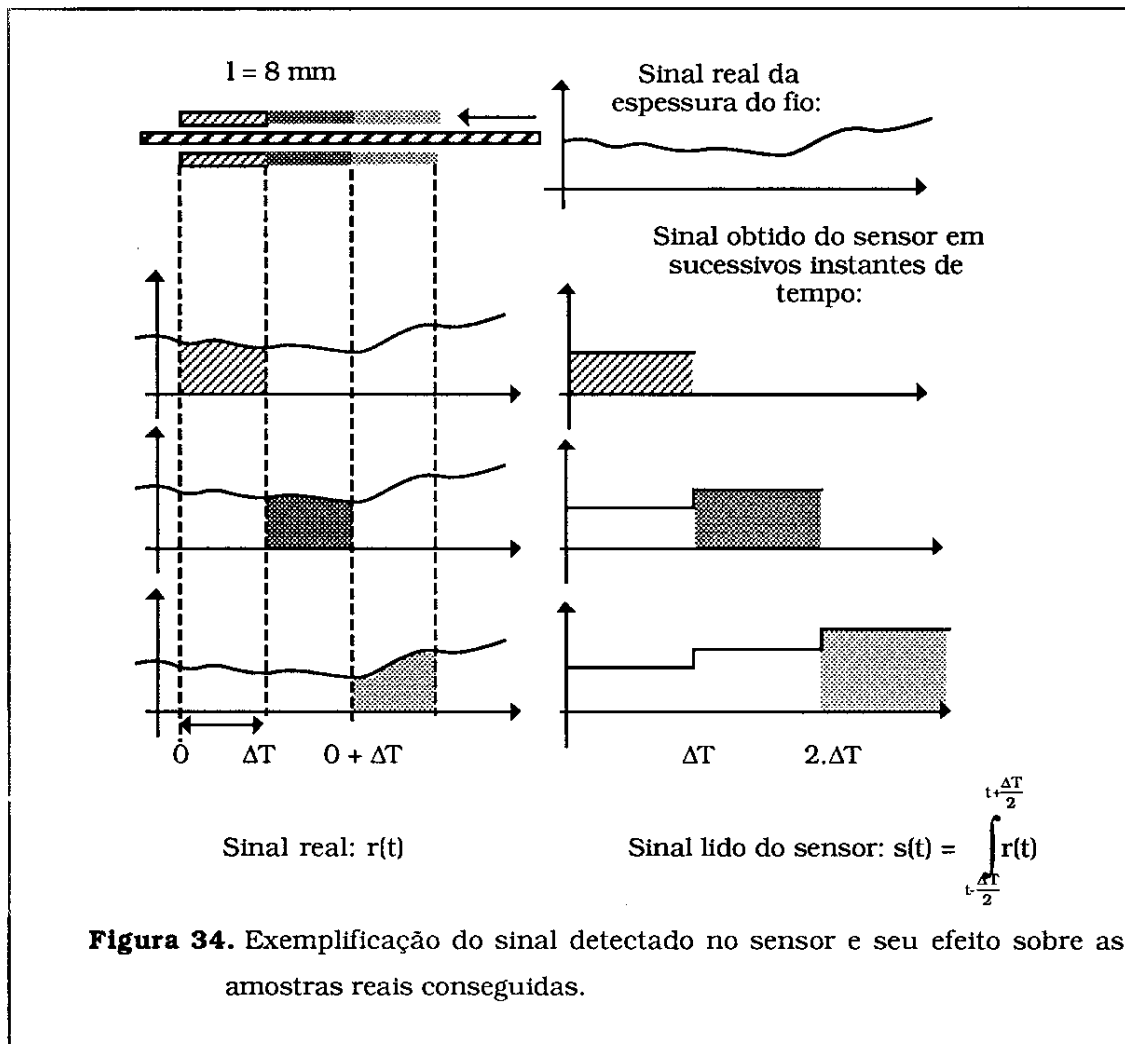 l = 8 mm
Sinal real da
espessura do fio:
Sinal obtido do sensor em
sucessivos instantes de
tempo:
0 ΔT 0 + ΔT
ΔT 2.ΔT
Sinal real: r(t)
Sinal lido do sensor: s(t) = ∫ r(t)
t+ΔT/2
t-ΔT/2
Figura 34. Exemplificação do sinal detectado no sensor e seu efeito sobre as
amostras reais conseguidas.